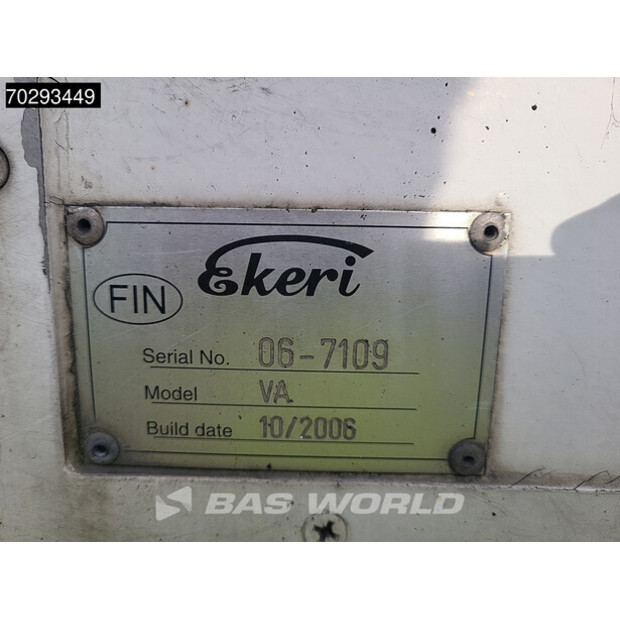 70293449
Ekeri
FIN
Serial No. 06-7109
Model VA
Build date 10/2006
BAS WORLD